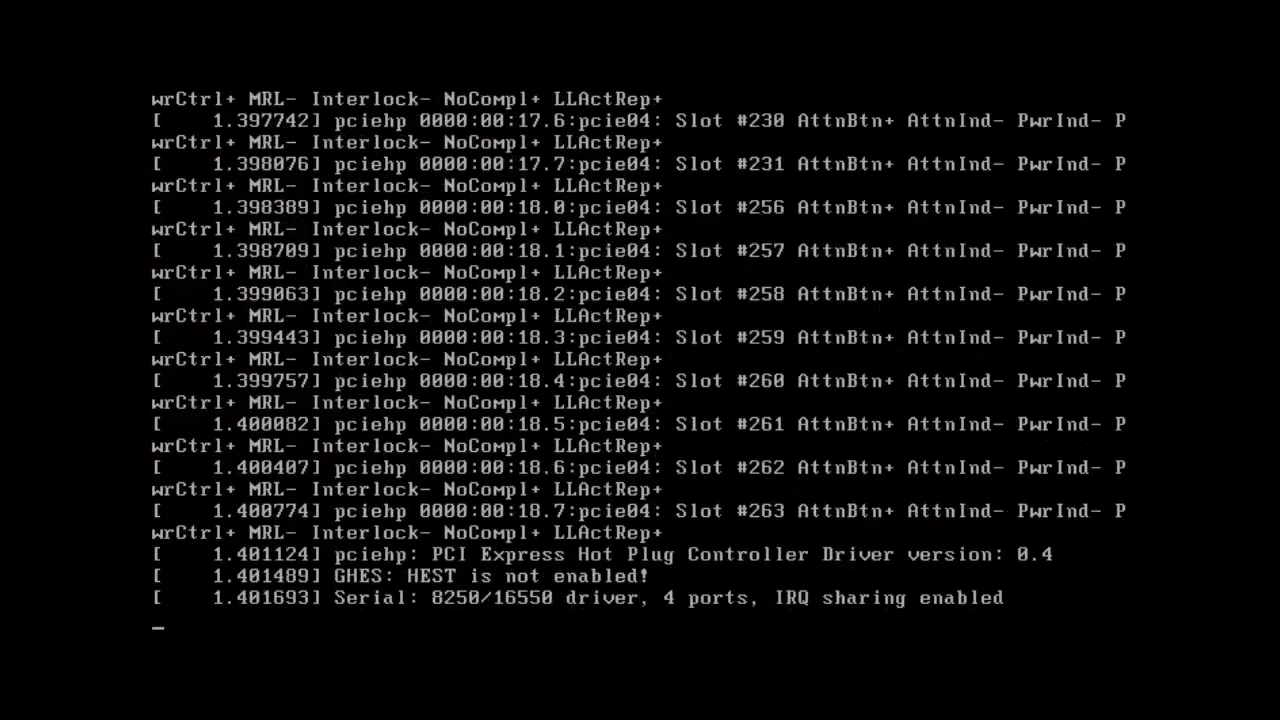 wrCtrl+ MRL- Interlock- NoCompl+ LLActRep+
[    1.397742] pciehp 0000:00:17.6:pcie04: Slot #230 AttnBtn+ AttnInd- PwrInd- P
wrCtrl+ MRL- Interlock- NoCompl+ LLActRep+
[    1.398076] pciehp 0000:00:17.7:pcie04: Slot #231 AttnBtn+ AttnInd- PwrInd- P
wrCtrl+ MRL- Interlock- NoCompl+ LLActRep+
[    1.398389] pciehp 0000:00:18.0:pcie04: Slot #256 AttnBtn+ AttnInd- PwrInd- P
wrCtrl+ MRL- Interlock- NoCompl+ LLActRep+
[    1.398709] pciehp 0000:00:18.1:pcie04: Slot #257 AttnBtn+ AttnInd- PwrInd- P
wrCtrl+ MRL- Interlock- NoCompl+ LLActRep+
[    1.399063] pciehp 0000:00:18.2:pcie04: Slot #258 AttnBtn+ AttnInd- PwrInd- P
wrCtrl+ MRL- Interlock- NoCompl+ LLActRep+
[    1.399443] pciehp 0000:00:18.3:pcie04: Slot #259 AttnBtn+ AttnInd- PwrInd- P
wrCtrl+ MRL- Interlock- NoCompl+ LLActRep+
[    1.399757] pciehp 0000:00:18.4:pcie04: Slot #260 AttnBtn+ AttnInd- PwrInd- P
wrCtrl+ MRL- Interlock- NoCompl+ LLActRep+
[    1.400082] pciehp 0000:00:18.5:pcie04: Slot #261 AttnBtn+ AttnInd- PwrInd- P
wrCtrl+ MRL- Interlock- NoCompl+ LLActRep+
[    1.400407] pciehp 0000:00:18.6:pcie04: Slot #262 AttnBtn+ AttnInd- PwrInd- P
wrCtrl+ MRL- Interlock- NoCompl+ LLActRep+
[    1.400774] pciehp 0000:00:18.7:pcie04: Slot #263 AttnBtn+ AttnInd- PwrInd- P
wrCtrl+ MRL- Interlock- NoCompl+ LLActRep+
[    1.401124] pciehp: PCI Express Hot Plug Controller Driver version: 0.4
[    1.401489] GHES: HEST is not enabled!
[    1.401693] Serial: 8250/16550 driver, 4 ports, IRQ sharing enabled
_